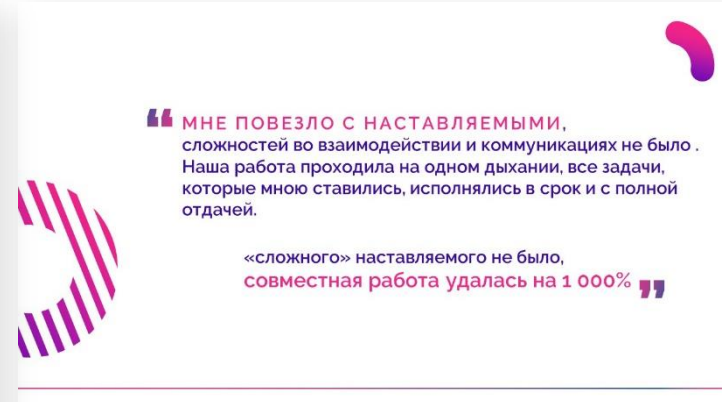 ❝ МНЕ ПОВЕЗЛО С НАСТАВЛЯЕМЫМИ,
сложностей во взаимодействии и коммуникациях не было .
Наша работа проходила на одном дыхании, все задачи,
которые мною ставились, исполнялись в срок и с полной
отдачей.
«сложного» наставляемого не было,
совместная работа удалась на 1 000% ❞